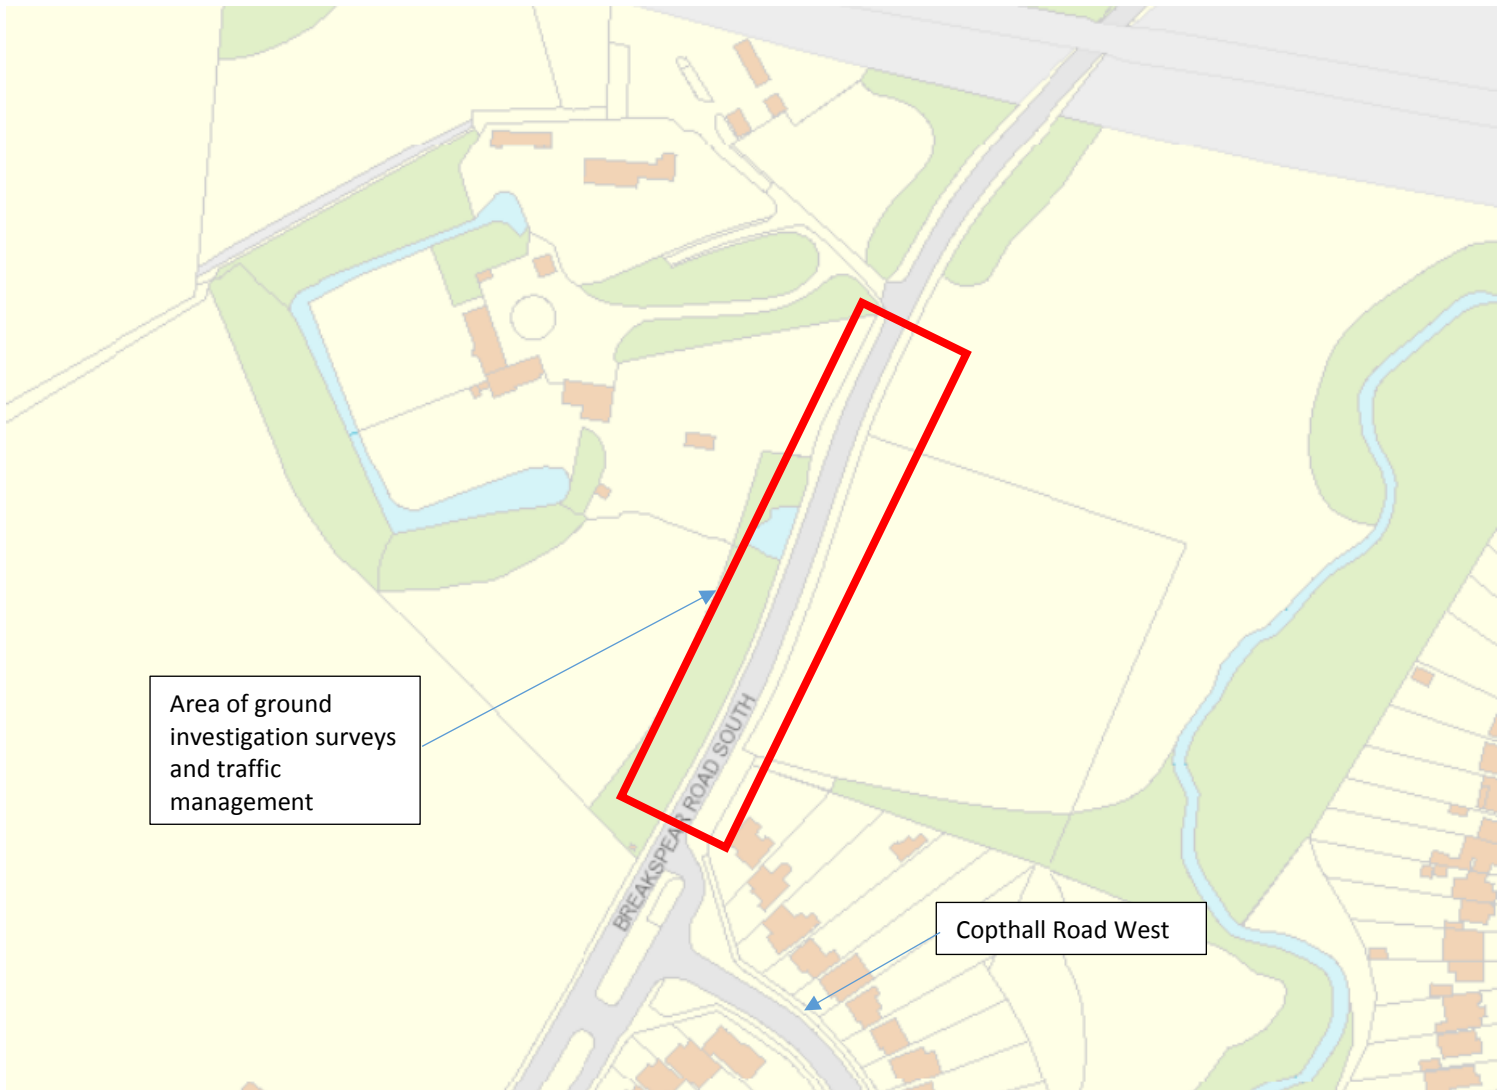 Area of ground
investigation surveys
and traffic
management
BREAKSPEAR ROAD SOUTH
Copthall Road West